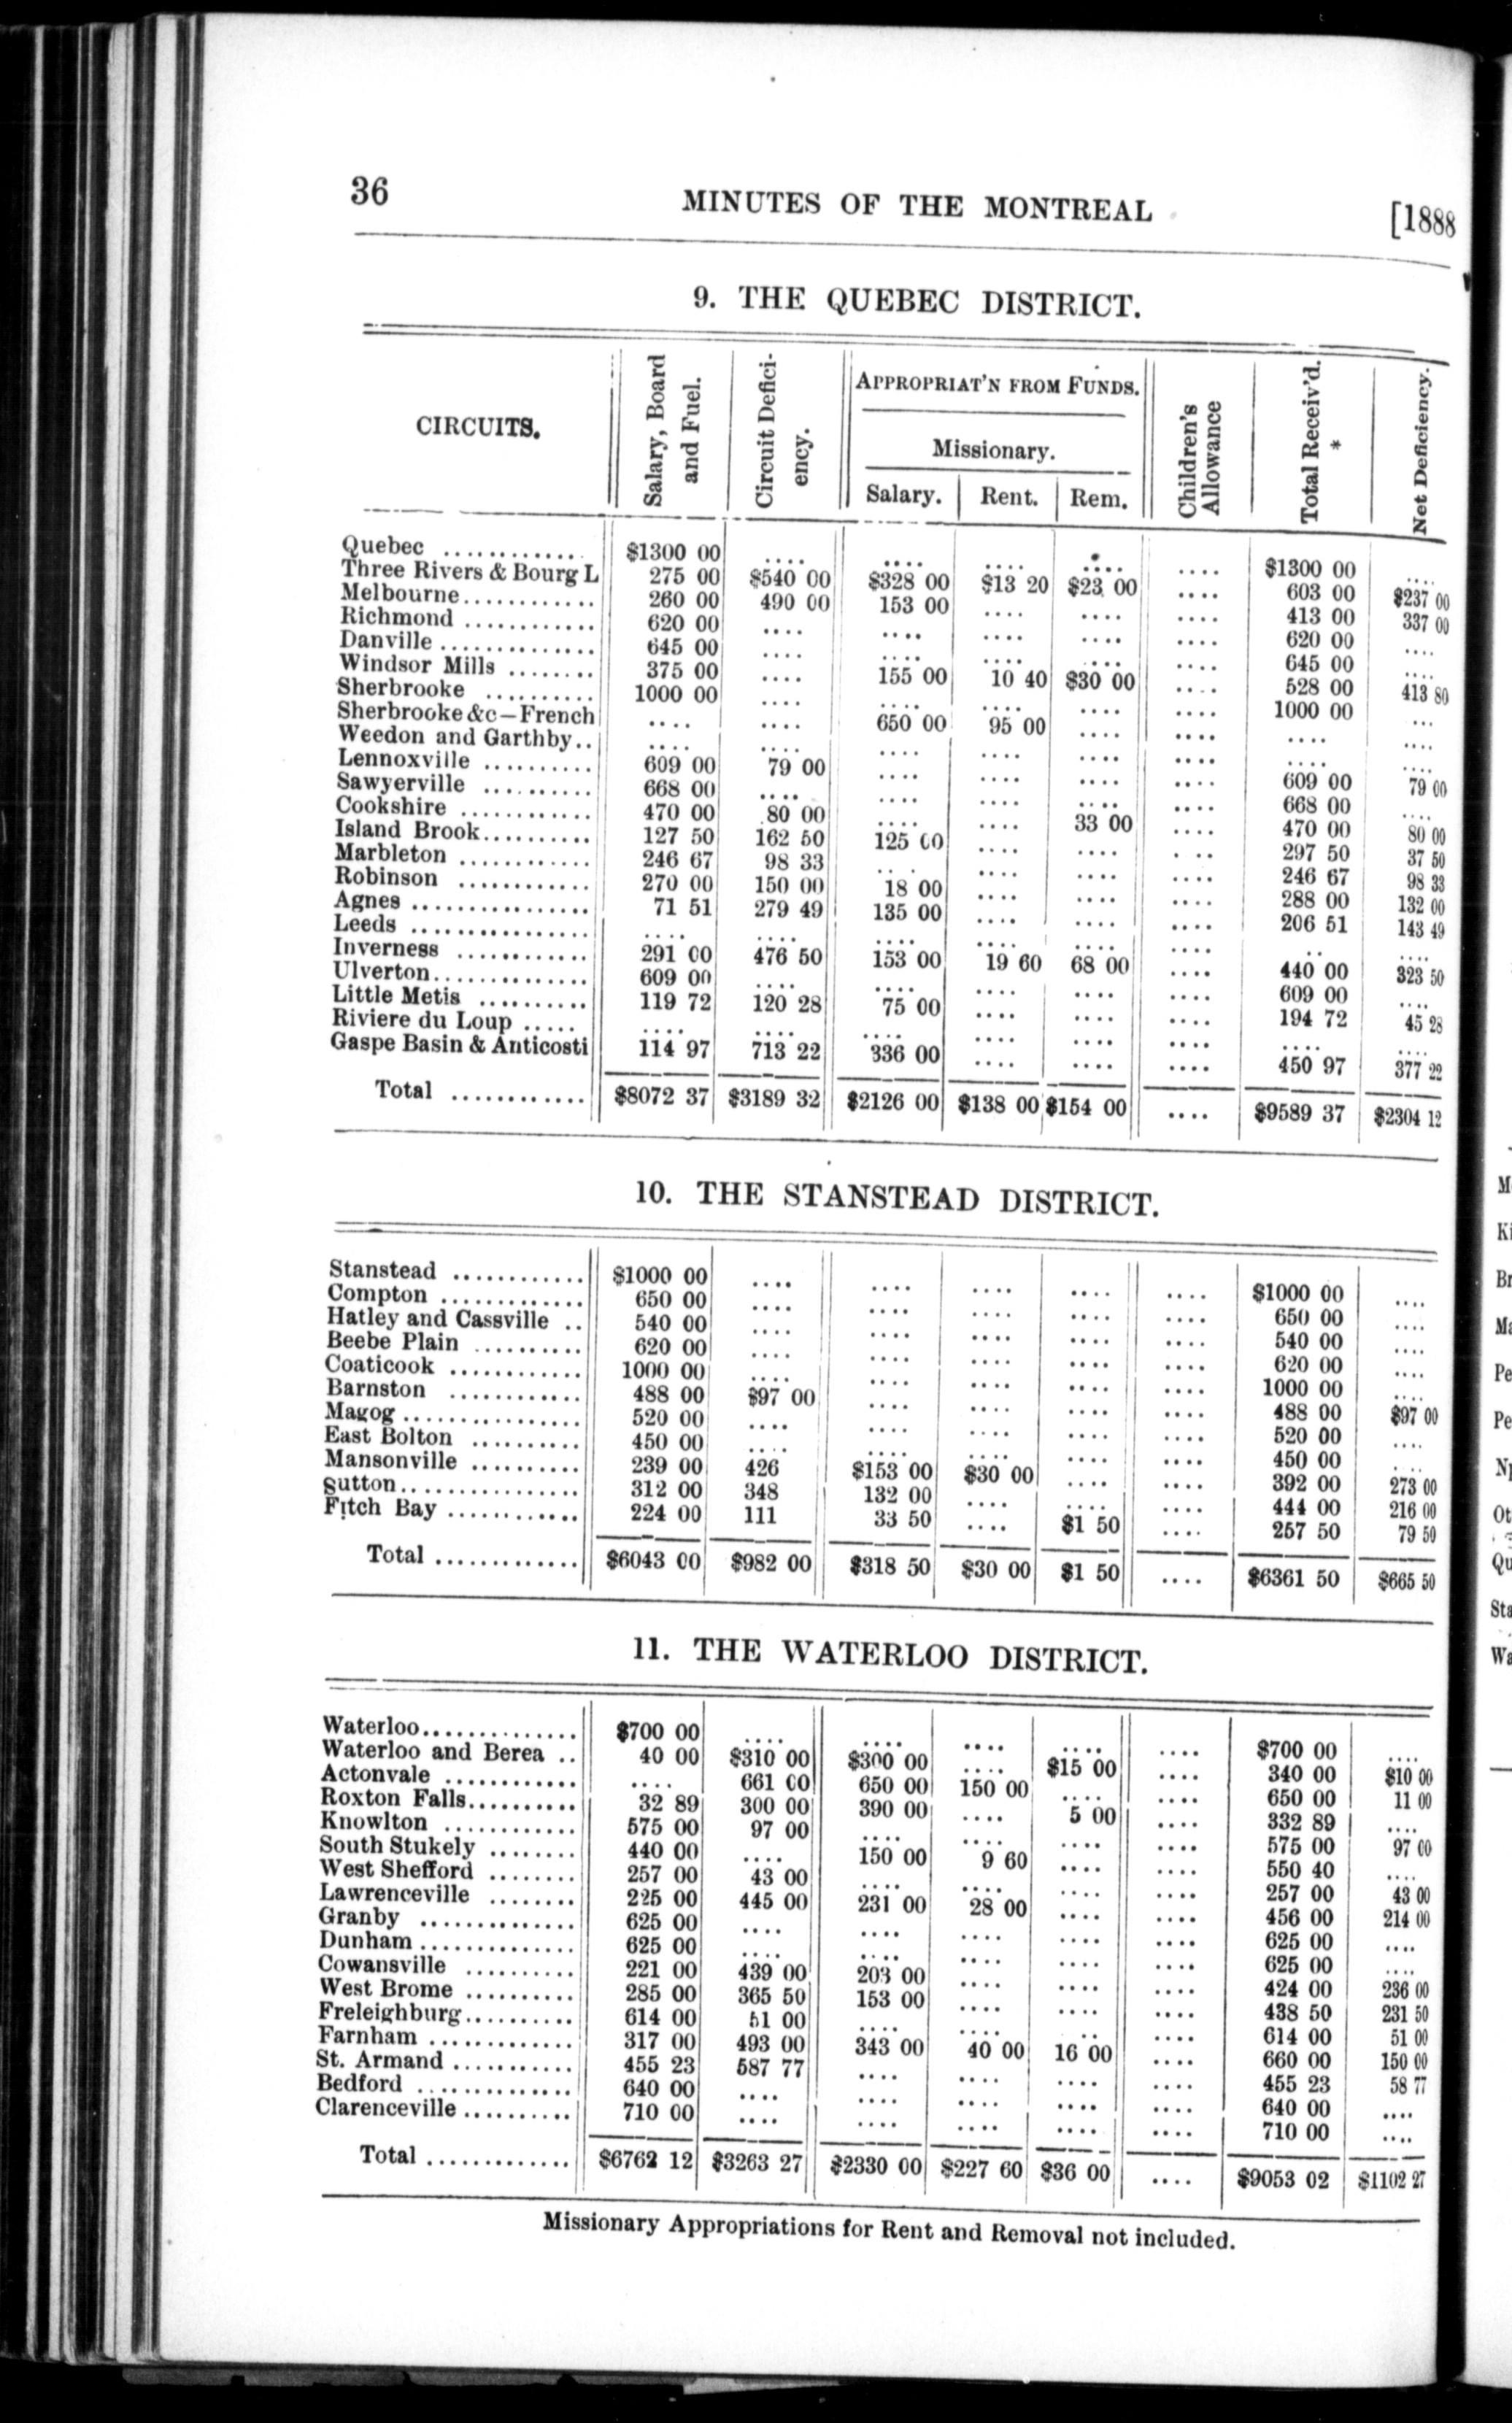 36 MINUTES OF THE MONTREAL [1888
9. THE QUEBEC DISTRICT.
CIRCUITS. Salary, Board and Fuel. Circuit Defici- ency. APPROPRIAT'N FROM FUNDS. Missionary. Salary. Rent. Rem. Children's Allowance Total Receiv'd. * Net Deficiency.
Quebec ............ $1300 00 .... .... .... .... .... $1300 00 ....
Three Rivers & Bourg L 275 00 $540 00 $328 00 $13 20 $23 00 .... 603 00 $237 00
Melbourne............ 260 00 490 00 153 00 .... .... .... 413 00 337 00
Richmond ............ 620 00 .... .... .... .... .... 620 00 ....
Danville.............. 645 00 .... .... .... .... .... 645 00 ....
Windsor Mills ........ 375 00 .... 155 00 10 40 $30 00 .... 528 00 413 80
Sherbrooke .......... 1000 00 .... .... .... .... .... 1000 00 ...
Sherbrooke &c—French .... .... 650 00 95 00 .... .... .... ....
Weedon and Garthby.. .... .... .... .... .... .... .... ....
Lennoxville .......... 609 00 79 00 .... .... .... .... 609 00 79 00
Sawyerville .......... 668 00 .... .... .... .... .... 668 00 ....
Cookshire ............ 470 00 80 00 .... .... 33 00 .... 470 00 80 00
Island Brook.......... 127 50 162 50 125 00 .... .... .... 297 50 37 50
Marbleton ............ 246 67 98 33 .... .... .... .... 246 67 98 33
Robinson ............ 270 00 150 00 18 00 .... .... .... 288 00 132 00
Agnes ................ 71 51 279 49 135 00 .... .... .... 206 51 143 49
Leeds ................ .... .... .... .... .... .... .. ....
Inverness ............ 291 00 476 50 153 00 19 60 68 00 .... 440 00 323 50
Ulverton.............. 609 00 .... .... .... .... .... 609 00 ....
Little Metis .......... 119 72 120 28 75 00 .... .... .... 194 72 45 28
Riviere du Loup ..... .... .... .... .... .... .... .... ....
Gaspe Basin & Anticosti 114 97 713 22 336 00 .... .... .... 450 97 377 22
Total ............ $8072 37 $3189 32 $2126 00 $138 00 $154 00 .... $9589 37 $2304 12
10. THE STANSTEAD DISTRICT.
Stanstead ............ $1000 00 .... .... .... .... .... $1000 00 ....
Compton ............. 650 00 .... .... .... .... .... 650 00 ....
Hatley and Cassville .. 540 00 .... .... .... .... .... 540 00 ....
Beebe Plain .......... 620 00 .... .... .... .... .... 620 00 ....
Coaticook ............ 1000 00 .... .... .... .... .... 1000 00 ....
Barnston ............ 488 00 $97 00 .... .... .... .... 488 00 $97 00
Magog................ 520 00 .... .... .... .... .... 520 00 ....
East Bolton .......... 450 00 .... .... .... .... .... 450 00 ....
Mansonville .......... 239 00 426 $153 00 $30 00 .... .... 392 00 273 00
Sutton................ 312 00 348 132 00 .... .... .... 444 00 216 00
Fitch Bay ............ 224 00 111 33 50 .... $1 50 .... 257 50 79 50
Total ............. $6043 00 $982 00 $318 50 $30 00 $1 50 .... $6361 50 $665 50
11. THE WATERLOO DISTRICT.
Waterloo.............. $700 00 .... .... .... .... .... $700 00 ....
Waterloo and Berea .. 40 00 $310 00 $300 00 .... $15 00 .... 340 00 $10 00
Actonvale ............ .... 661 00 650 00 150 00 .... .... 650 00 11 00
Roxton Falls.......... 32 89 300 00 390 00 .... 5 00 .... 332 89 ....
Knowlton ............ 575 00 97 00 .... .... .... .... 575 00 97 00
South Stukely ........ 440 00 .... 150 00 9 60 .... .... 550 40 ....
West Shefford ........ 257 00 43 00 .... .... .... .... 257 00 43 00
Lawrenceville ........ 225 00 445 00 231 00 28 00 .... .... 456 00 214 00
Granby .............. 625 00 .... .... .... .... .... 625 00 ....
Dunham.............. 625 00 .... .... .... .... .... 625 00 ....
Cowansville .......... 221 00 439 00 203 00 .... .... .... 424 00 236 00
West Brome .......... 285 00 365 50 153 00 .... .... .... 438 50 231 50
Freleighburg.......... 614 00 51 00 .... .... .. .... 614 00 51 00
Farnham ............. 317 00 493 00 343 00 40 00 16 00 .... 660 00 150 00
St. Armand ........... 455 23 587 77 .... .... .... .... 455 23 58 77
Bedford .............. 640 00 .... .... .... .... .... 640 00 ....
Clarenceville .......... 710 00 .... .... .... .... .... 710 00 ....
Total ............. $6762 12 $3263 27 $2330 00 $227 60 $36 00 .... $9053 02 $1102 27
Missionary Appropriations for Rent and Removal not included.